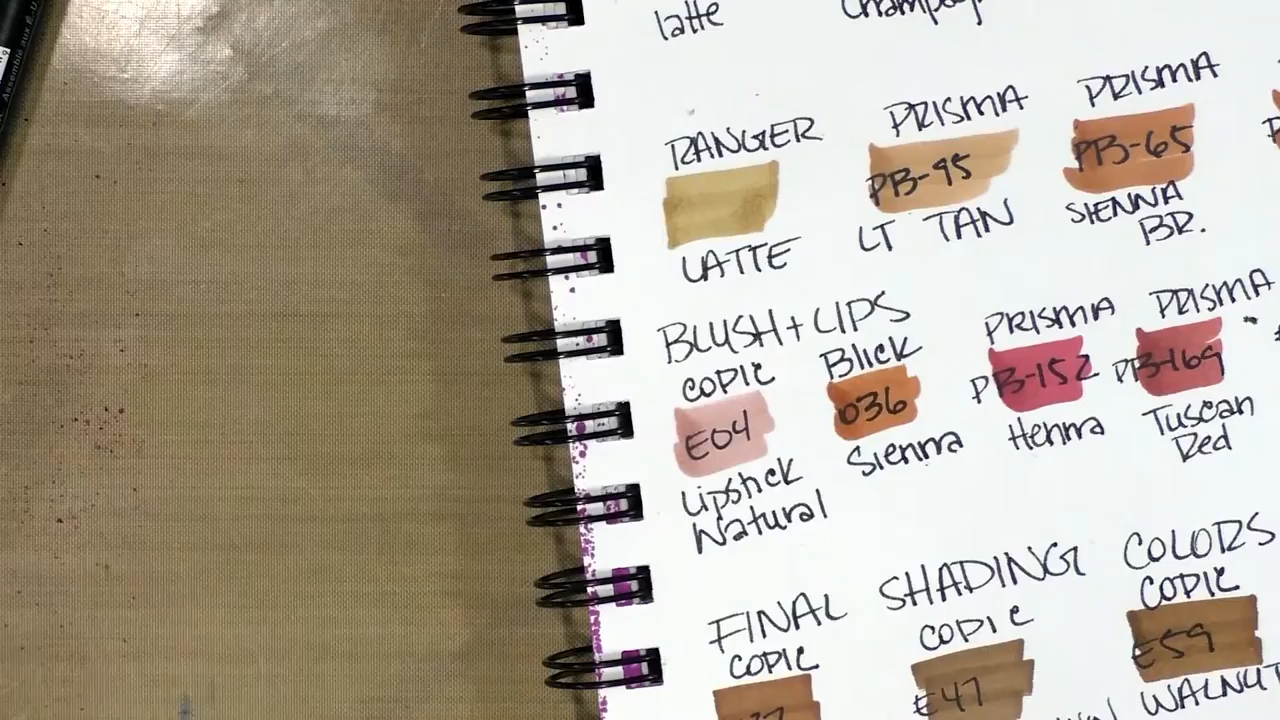 latte
RANGER PRISMA PRISMA
PB-95 PB-65
LATTE LT TAN SIENNA BR.
BLUSH + LIPS
COPIC Blick PRISMA PRISMA
E04 036 PB-152 PB-169
Lipstick Natural Sienna Henna Tuscan Red
FINAL SHADING COLORS
COPIC COPIC COPIC
E47 E59
WALNUT